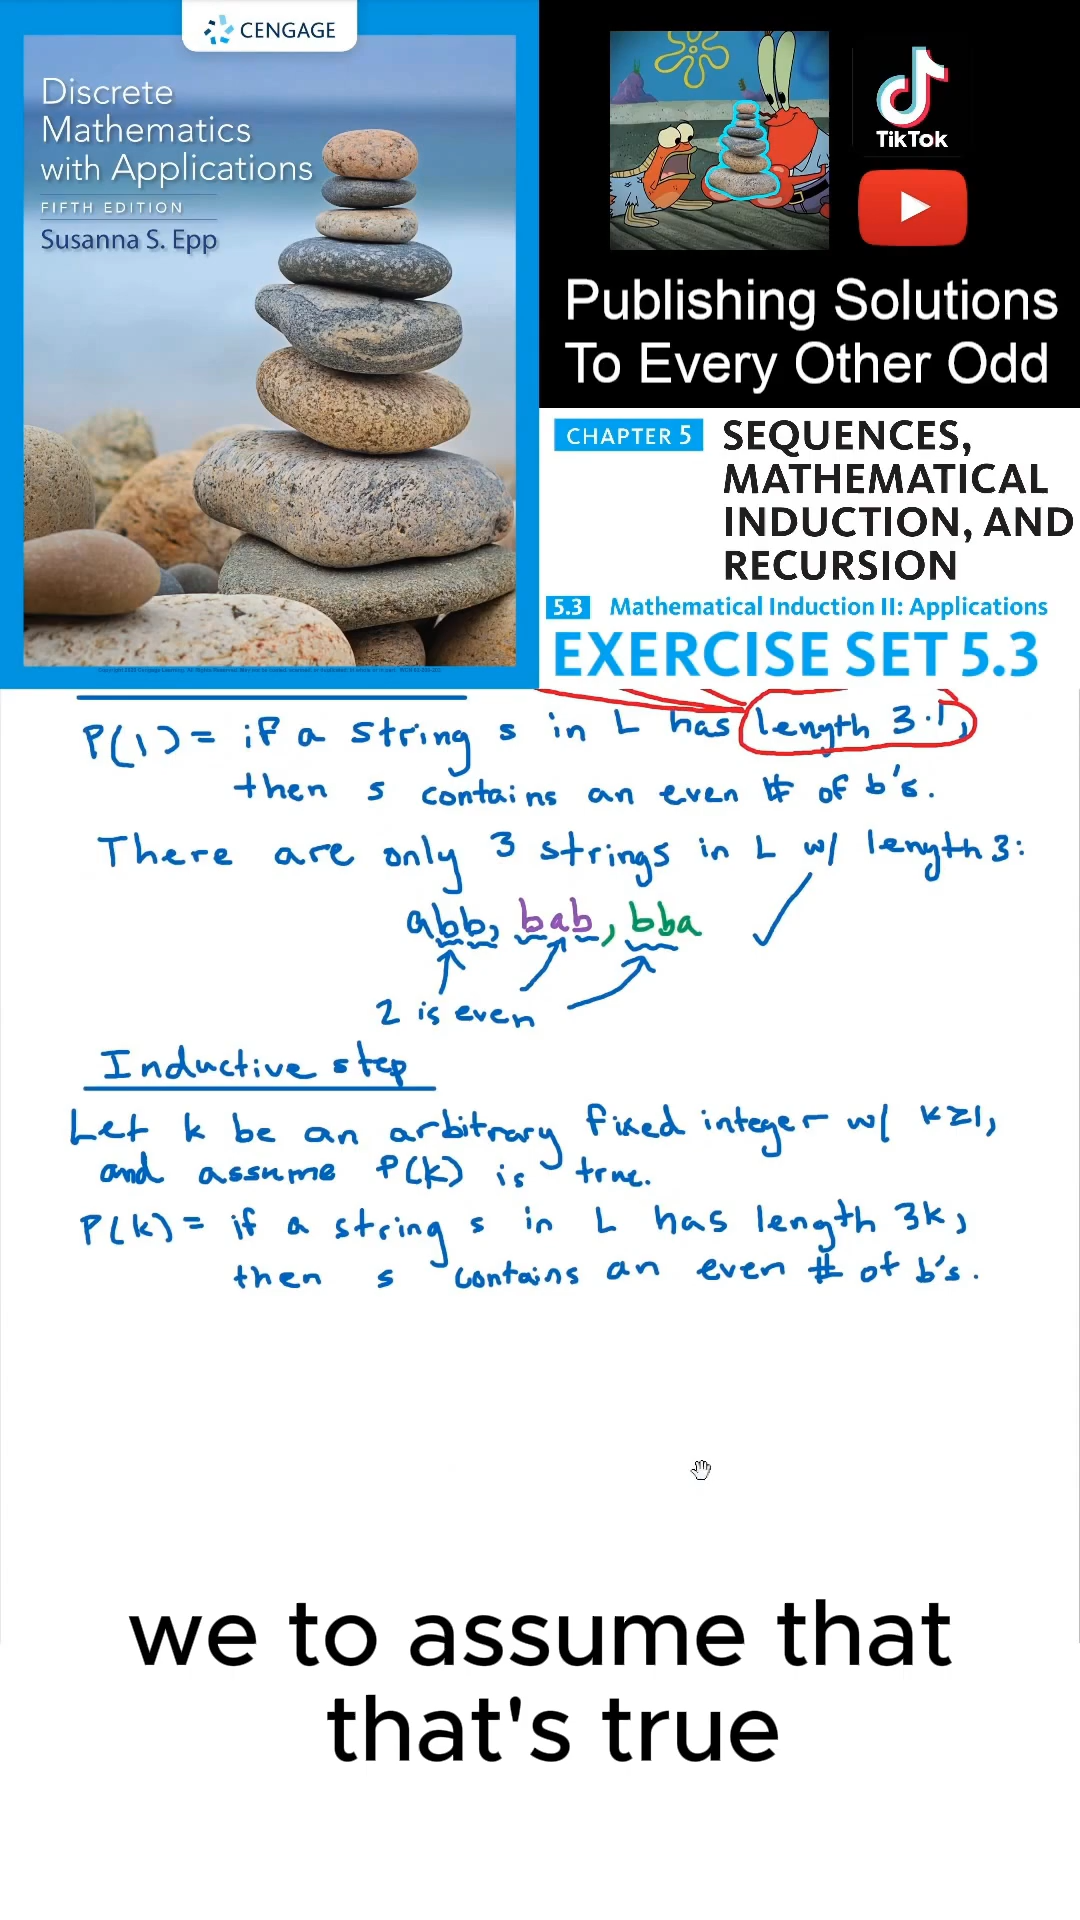 CENGAGE
Discrete
Mathematics
with Applications
FIFTH EDITION
Susanna S. Epp
TikTok
Publishing Solutions
To Every Other Odd
CHAPTER 5
SEQUENCES,
MATHEMATICAL
INDUCTION, AND
RECURSION
5.3 Mathematical Induction II: Applications
EXERCISE SET 5.3
P(1) = if a string s in L has length 3·1,
then s contains an even # of b's.
There are only 3 strings in L w/ length 3:
abb, bab, bba
2 is even
Inductive step
Let k be an arbitrary fixed integer w/ k≥1,
and assume P(k) is true.
P(k) = if a string s in L has length 3k,
then s contains an even # of b's.
we to assume that
that's true